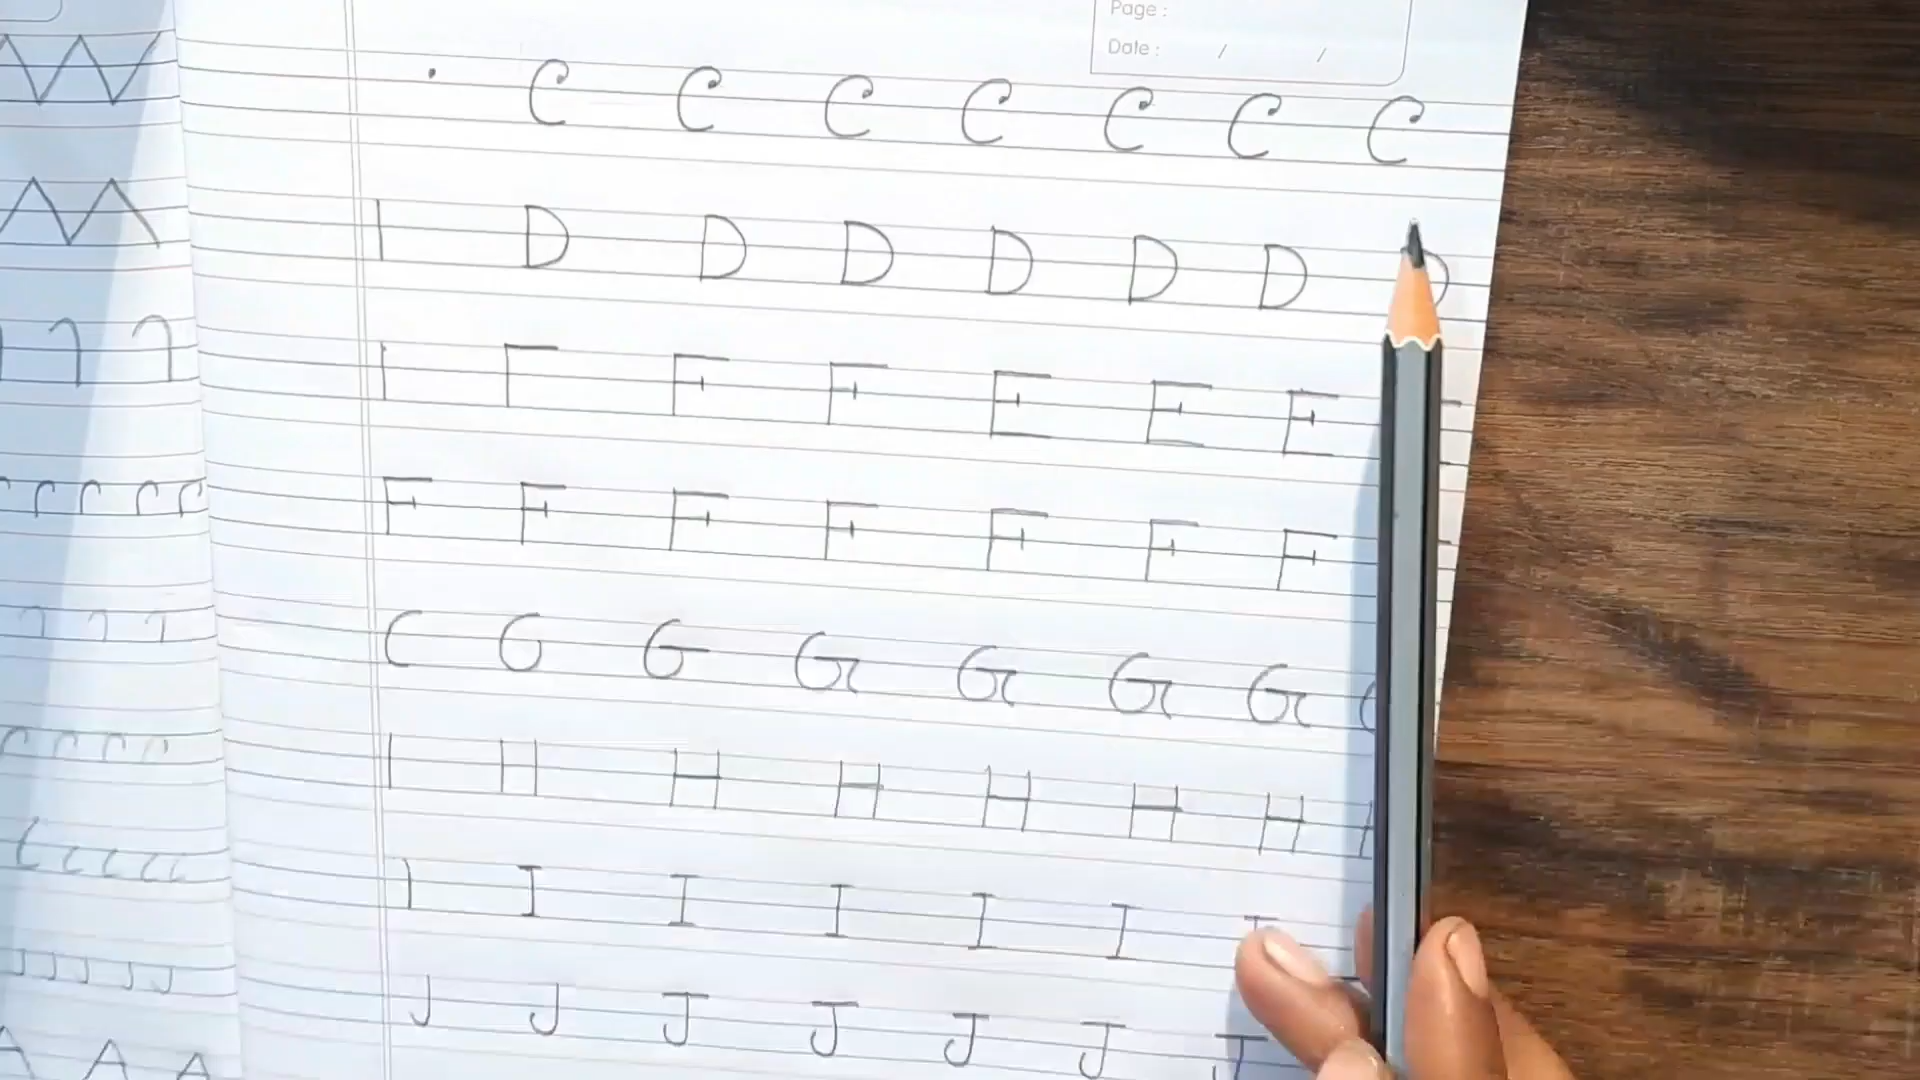 Page :
Date : / /
. C C C C C C C
I D D D D D D D
I Γ F F E E E
F F F F F F F
C G G G G G G
I H H H H H H
I I I I I I I
J J J J J J J
A A A